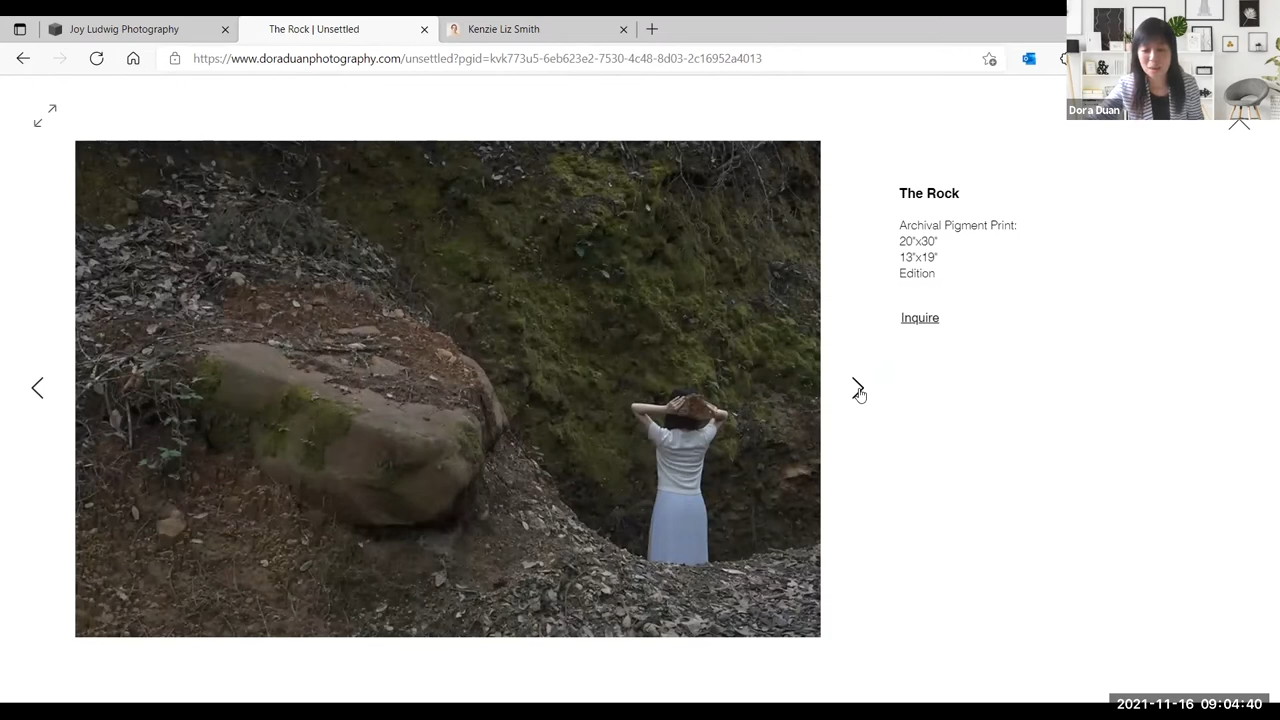 Joy Ludwig Photography
The Rock | Unsettled
Kenzie Liz Smith
https://www.doraduanphotography.com/unsettled?pgid=kvk773u5-6eb623e2-7530-4c48-8d03-2c16952a4013
Dora Duan
The Rock
Archival Pigment Print:
20"x30"
13"x19"
Edition
Inquire
2021-11-16 09:04:40